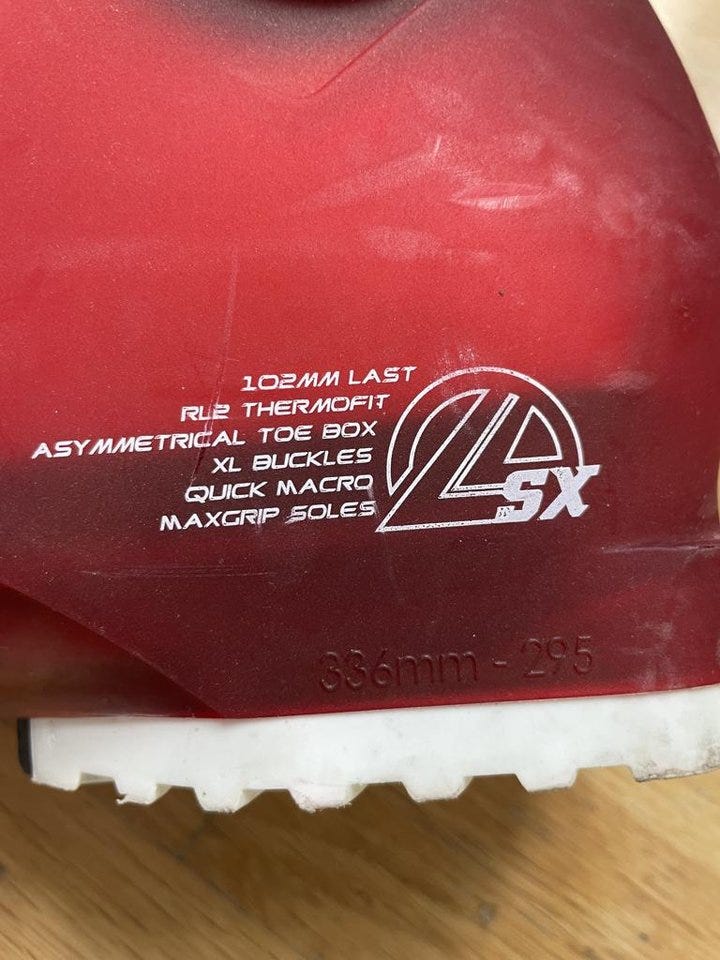 102MM LAST
RL2 THERMOFIT
ASYMMETRICAL TOE BOX
XL BUCKLES
QUICK MACRO
MAXGRIP SOLES
SX
336mm - 295